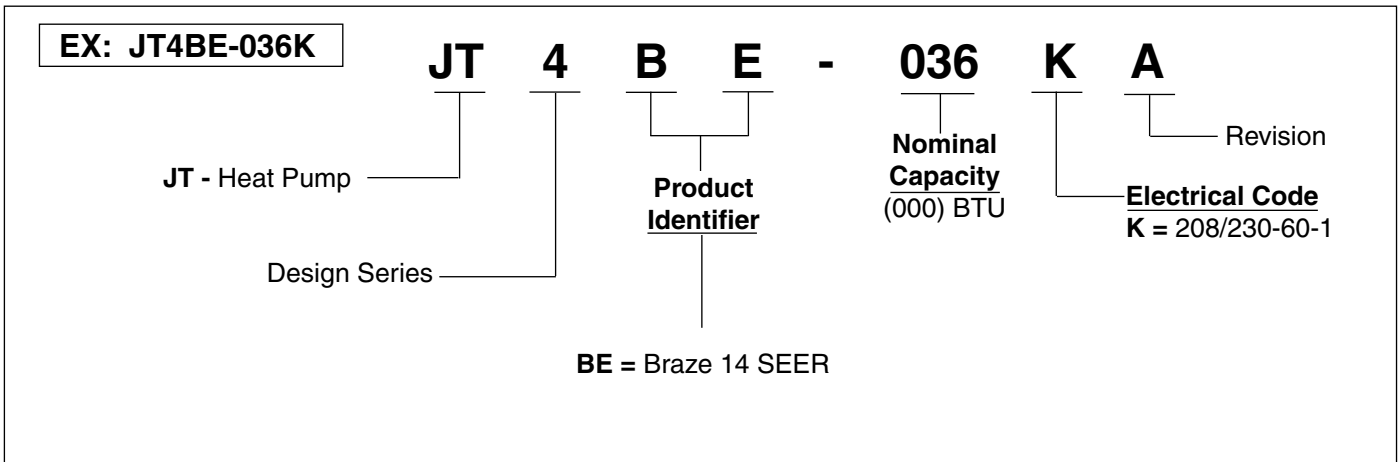 EX: JT4BE-036K
JT 4 B E - 036 K A
Revision
Nominal
Capacity
(000) BTU
JT - Heat Pump
Product
Identifier
Electrical Code
K = 208/230-60-1
Design Series
BE = Braze 14 SEER